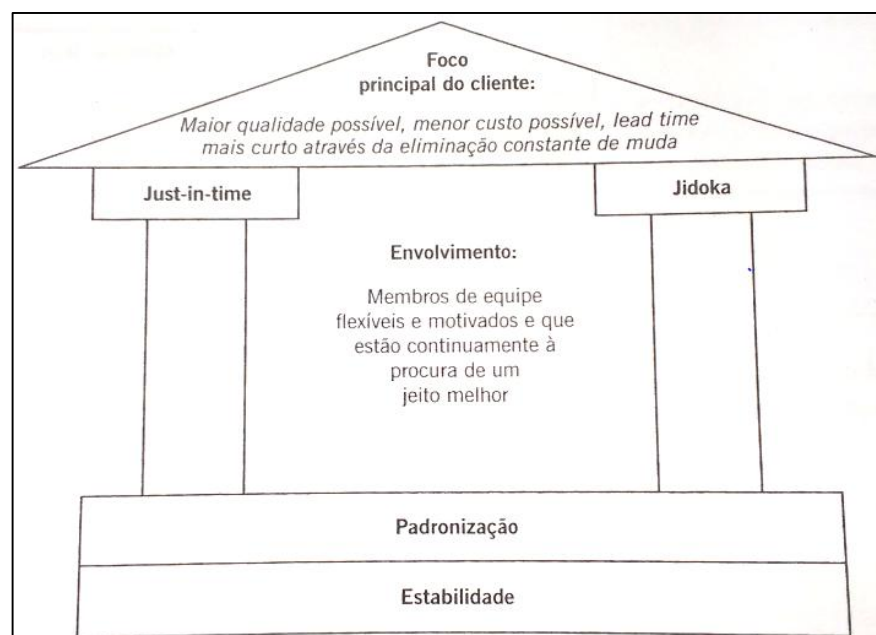 Foco
principal do cliente:
Maior qualidade possível, menor custo possível, lead time
mais curto através da eliminação constante de muda
Just-in-time
Jidoka
Envolvimento:
Membros de equipe
flexíveis e motivados e que
estão continuamente à
procura de um
jeito melhor
Padronização
Estabilidade